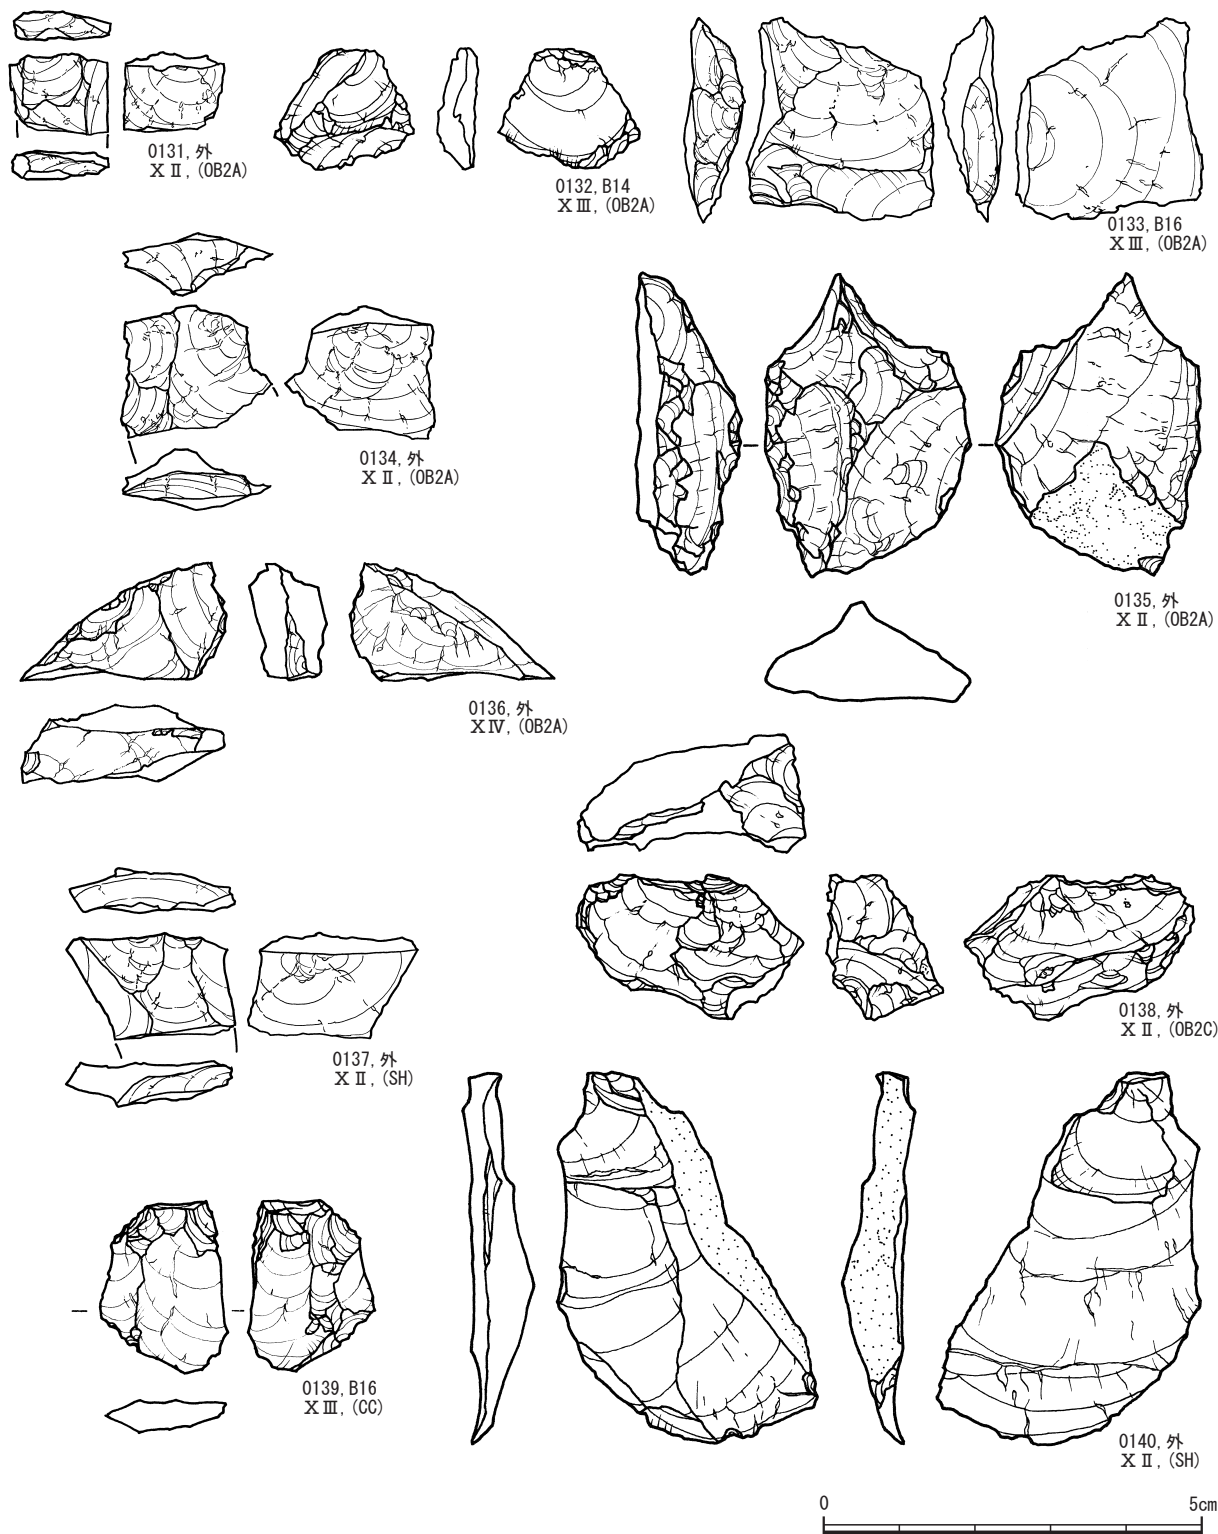 0131, 外
ⅩⅡ, (OB2A)
0132, B14
ⅩⅢ, (OB2A)
0133, B16
ⅩⅢ, (OB2A)
0134, 外
ⅩⅡ, (OB2A)
0135, 外
ⅩⅡ, (OB2A)
0136, 外
ⅩⅣ, (OB2A)
0137, 外
ⅩⅡ, (SH)
0138, 外
ⅩⅡ, (OB2C)
0139, B16
ⅩⅢ, (CC)
0140, 外
ⅩⅡ, (SH)
0 5cm